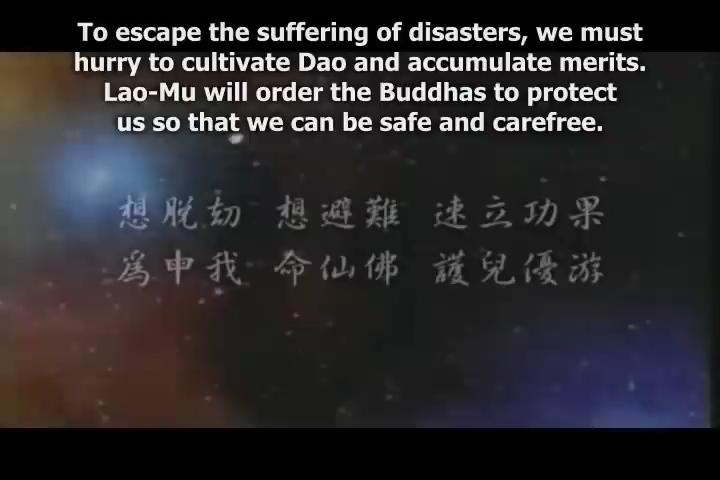 To escape the suffering of disasters, we must
hurry to cultivate Dao and accumulate merits.
Lao-Mu will order the Buddhas to protect
us so that we can be safe and carefree.
想脫劫 想避難 速立功果
為申我 命仙佛 護兒優游